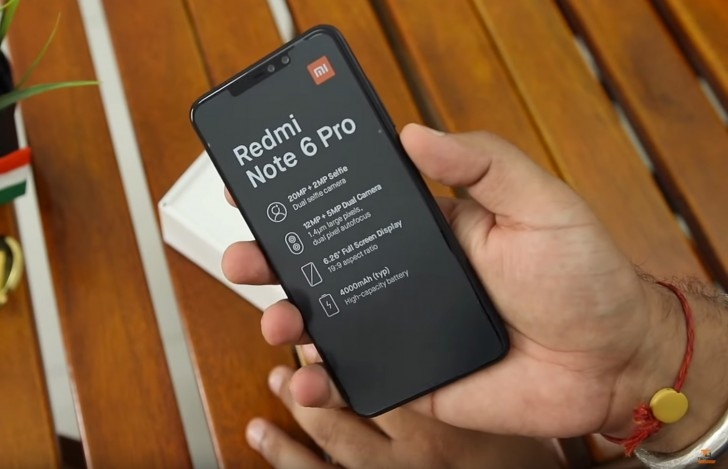 mi
Redmi
Note 6 Pro
20MP + 2MP Selfie
Dual selfie camera
12MP + 5MP Dual Camera
1.4μm large pixels,
dual pixel autofocus
6.26" Full Screen Display
19:9 aspect ratio
4000mAh (typ)
High-capacity battery